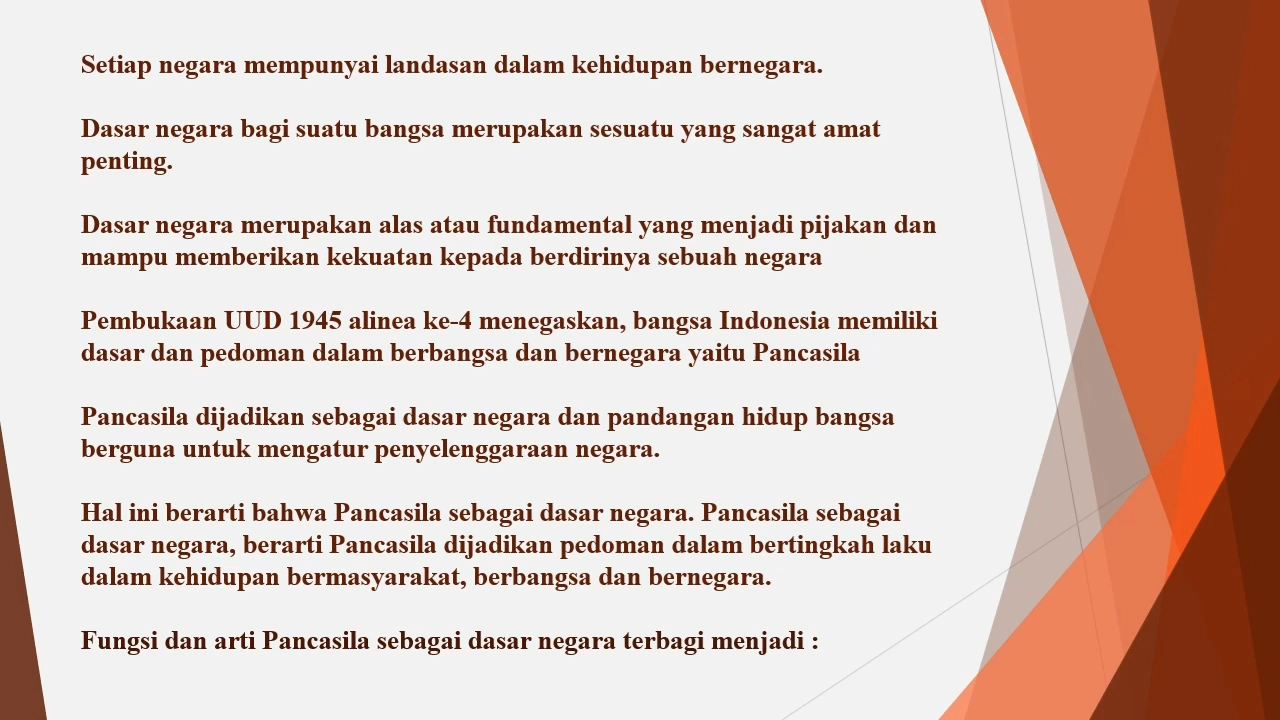 Setiap negara mempunyai landasan dalam kehidupan bernegara.
Dasar negara bagi suatu bangsa merupakan sesuatu yang sangat amat
penting.
Dasar negara merupakan alas atau fundamental yang menjadi pijakan dan
mampu memberikan kekuatan kepada berdirinya sebuah negara
Pembukaan UUD 1945 alinea ke-4 menegaskan, bangsa Indonesia memiliki
dasar dan pedoman dalam berbangsa dan bernegara yaitu Pancasila
Pancasila dijadikan sebagai dasar negara dan pandangan hidup bangsa
berguna untuk mengatur penyelenggaraan negara.
Hal ini berarti bahwa Pancasila sebagai dasar negara. Pancasila sebagai
dasar negara, berarti Pancasila dijadikan pedoman dalam bertingkah laku
dalam kehidupan bermasyarakat, berbangsa dan bernegara.
Fungsi dan arti Pancasila sebagai dasar negara terbagi menjadi :